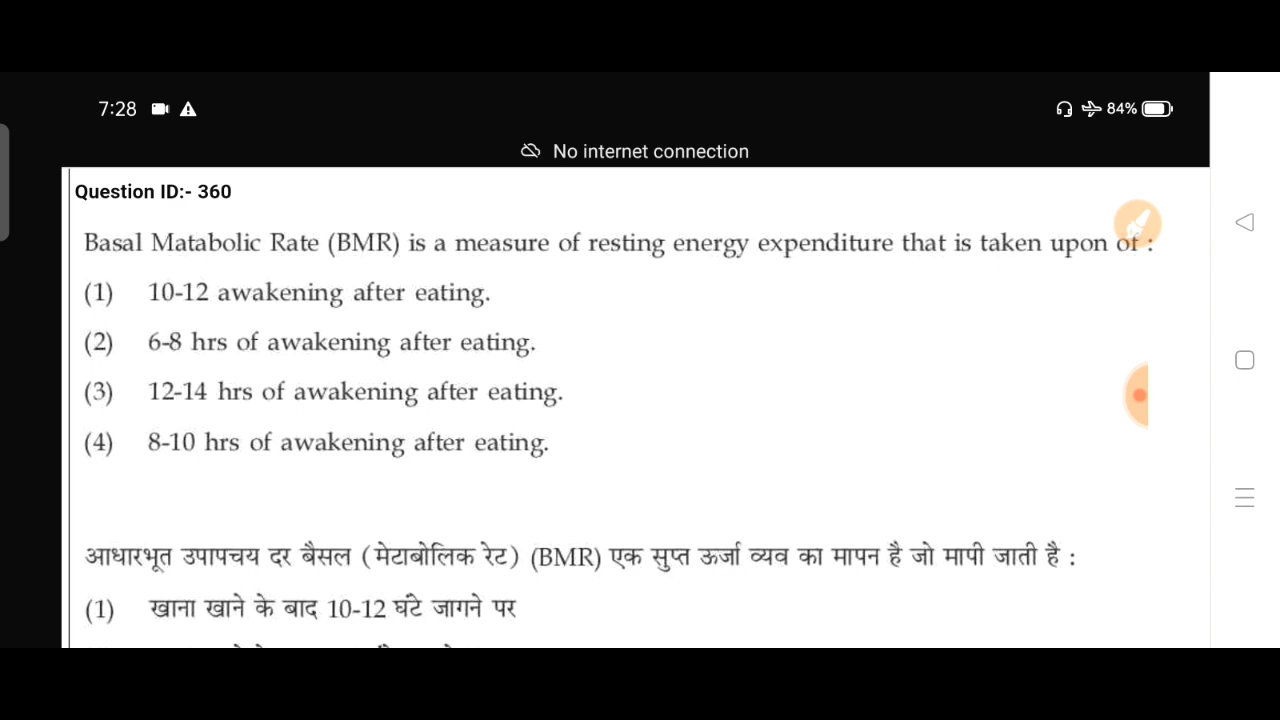 7:28
84%
No internet connection
Question ID:- 360
Basal Matabolic Rate (BMR) is a measure of resting energy expenditure that is taken upon of :
(1) 10-12 awakening after eating.
(2) 6-8 hrs of awakening after eating.
(3) 12-14 hrs of awakening after eating.
(4) 8-10 hrs of awakening after eating.
आधारभूत उपापचय दर बैसल (मेटाबोलिक रेट) (BMR) एक सुप्त ऊर्जा व्यव का मापन है जो मापी जाती है :
(1) खाना खाने के बाद 10-12 घंटे जागने पर